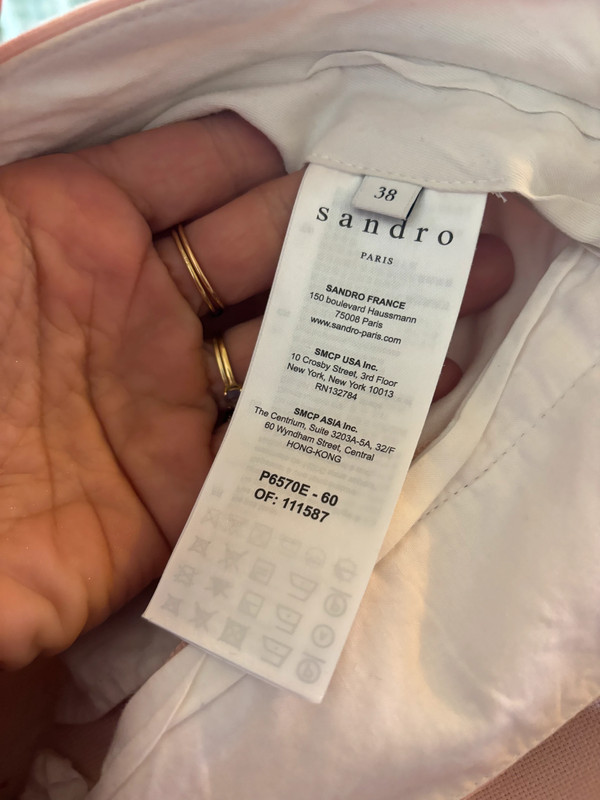 38
sandro
PARIS
SANDRO FRANCE
150 boulevard Haussmann
75008 Paris
www.sandro-paris.com
SMCP USA Inc.
10 Crosby Street, 3rd Floor
New York, New York 10013
RN132784
SMCP ASIA Inc.
The Centrium, Suite 3203A-5A, 32/F
60 Wyndham Street, Central
HONG-KONG
P6570E - 60
OF: 111587